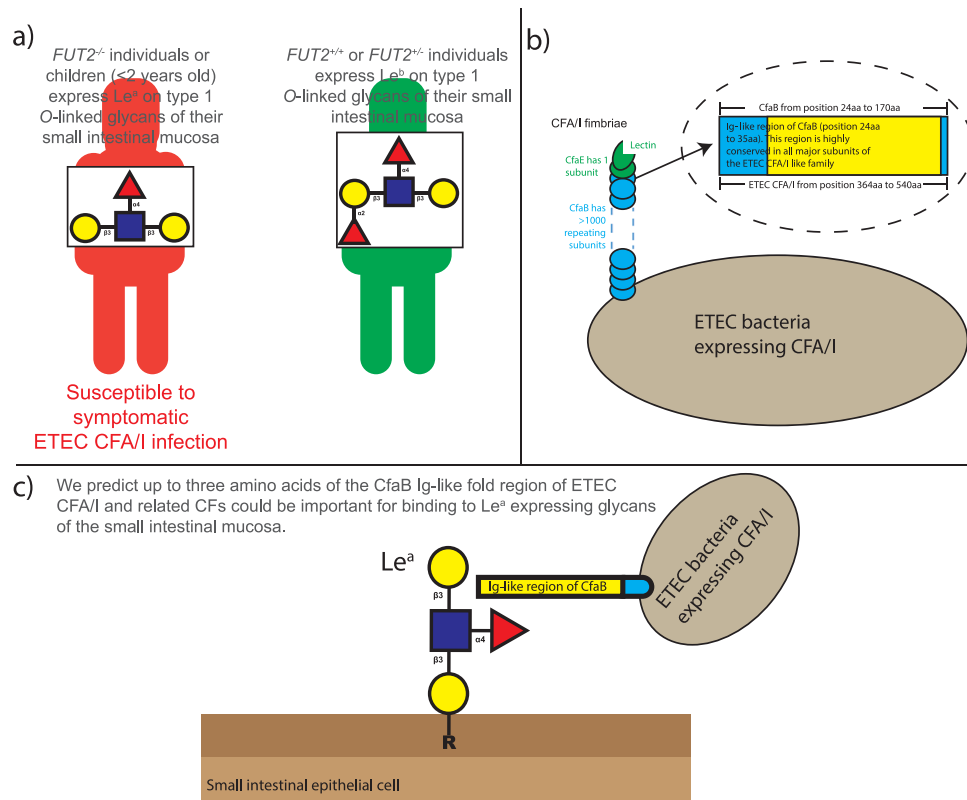 a)
FUT2-/- individuals or
children (<2 years old)
express Leᵃ on type 1
O-linked glycans of their
small intestinal mucosa
α4
β3
β3
Susceptible to
symptomatic
ETEC CFA/I infection
FUT2+/+ or FUT2+/- individuals
express Leᵇ on type 1
O-linked glycans of their small
intestinal mucosa
α4
β3
β3
α2
b)
CFA/I fimbriae
Lectin
CfaE has 1
subunit
CfaB has
>1000
repeating
subunits
CfaB from position 24aa to 170aa
Ig-like region of CfaB (position 24aa
to 35aa). This region is highly
conserved in all major subunits
of the ETEC CFA/I like family
ETEC CFA/I from position 364aa to 540aa
ETEC bacteria
expressing CFA/I
c)
We predict up to three amino acids of the CfaB Ig-like fold region of ETEC
CFA/I and related CFs could be important for binding to Leᵃ expressing glycans
of the small intestinal mucosa.
Leᵃ
β3
α4
β3
R
Ig-like region of CfaB
ETEC bacteria
expressing CFA/I
Small intestinal epithelial cell